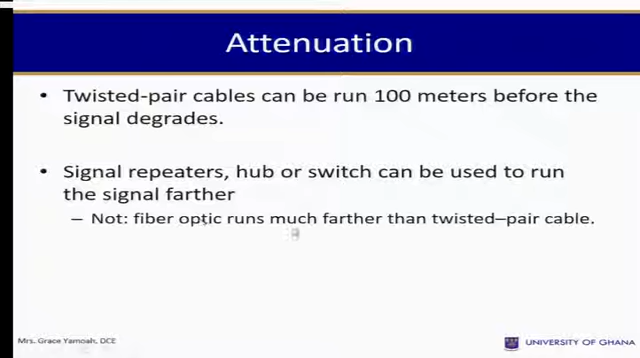 Attenuation
• Twisted-pair cables can be run 100 meters before the
signal degrades.
• Signal repeaters, hub or switch can be used to run
the signal farther
– Not: fiber optic runs much farther than twisted–pair cable.
Mrs. Grace Yamoah, DCE
UNIVERSITY OF GHANA